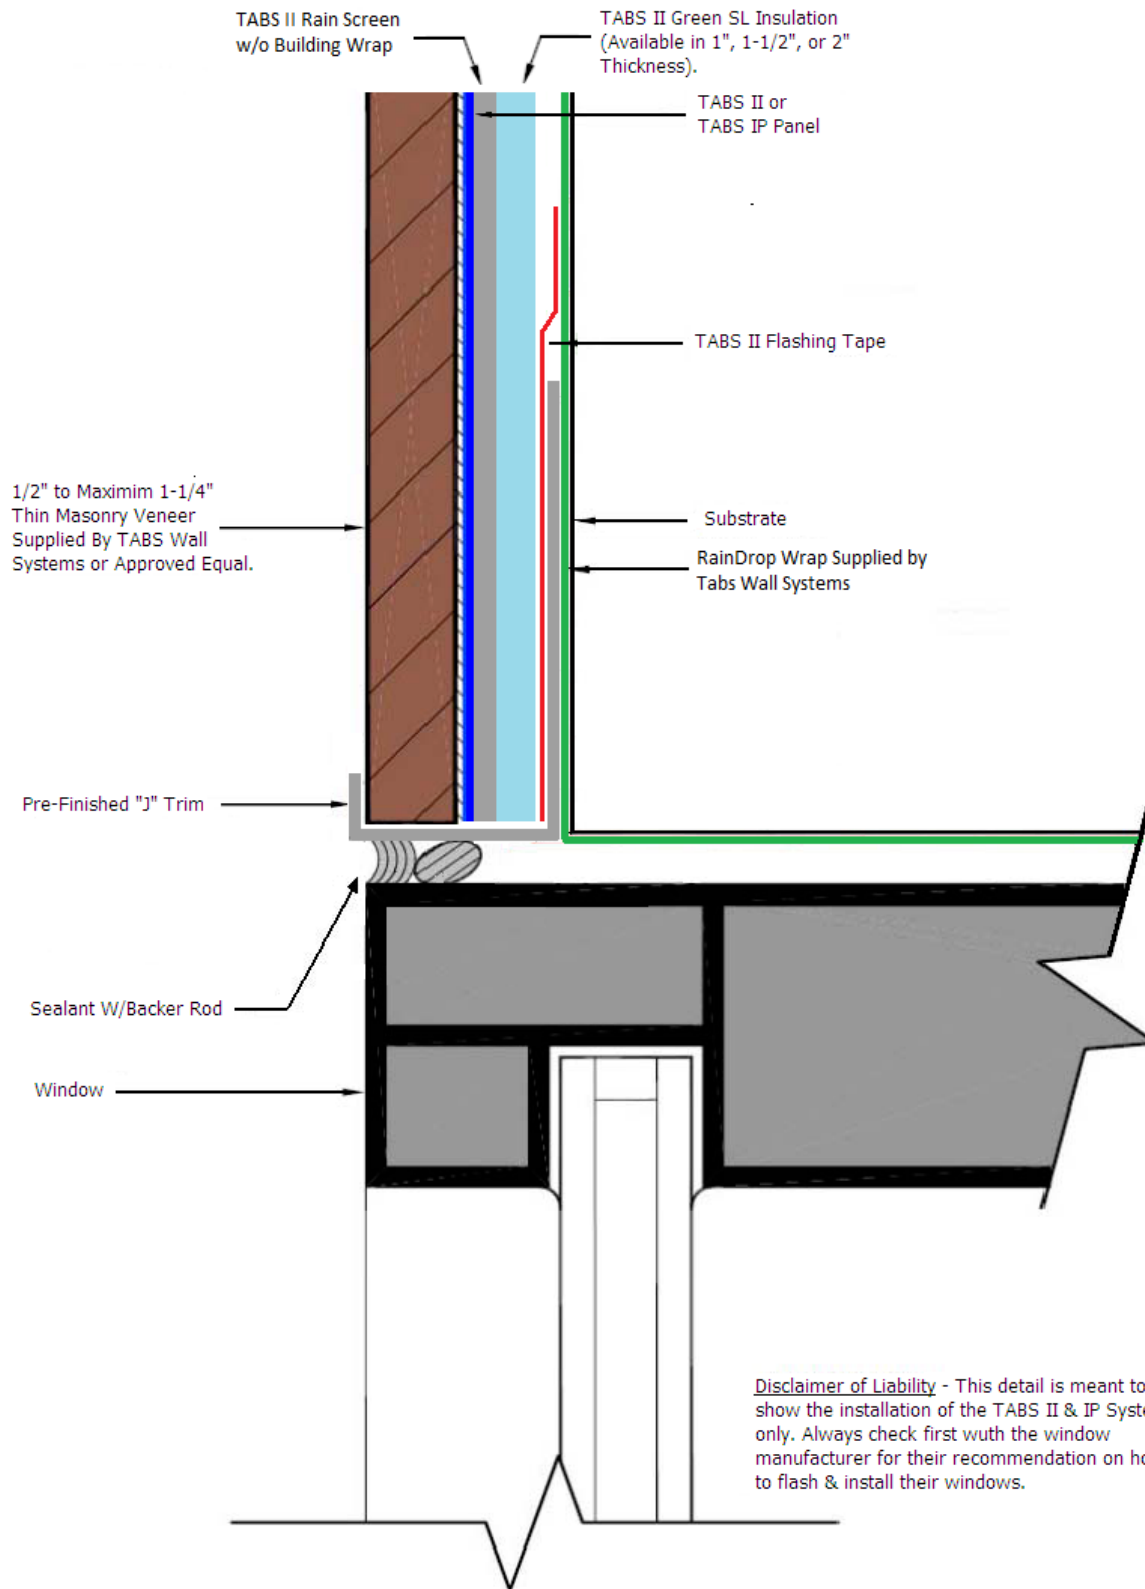 TABS II Rain Screen
w/o Building Wrap
TABS II Green SL Insulation
(Available in 1", 1-1/2", or 2"
Thickness).
TABS II or
TABS IP Panel
TABS II Flashing Tape
1/2" to Maximim 1-1/4"
Thin Masonry Veneer
Supplied By TABS Wall
Systems or Approved Equal.
Substrate
RainDrop Wrap Supplied by
Tabs Wall Systems
Pre-Finished "J" Trim
Sealant W/Backer Rod
Window
Disclaimer of Liability - This detail is meant to
show the installation of the TABS II & IP Syste
only. Always check first wuth the window
manufacturer for their recommendation on ho
to flash & install their windows.